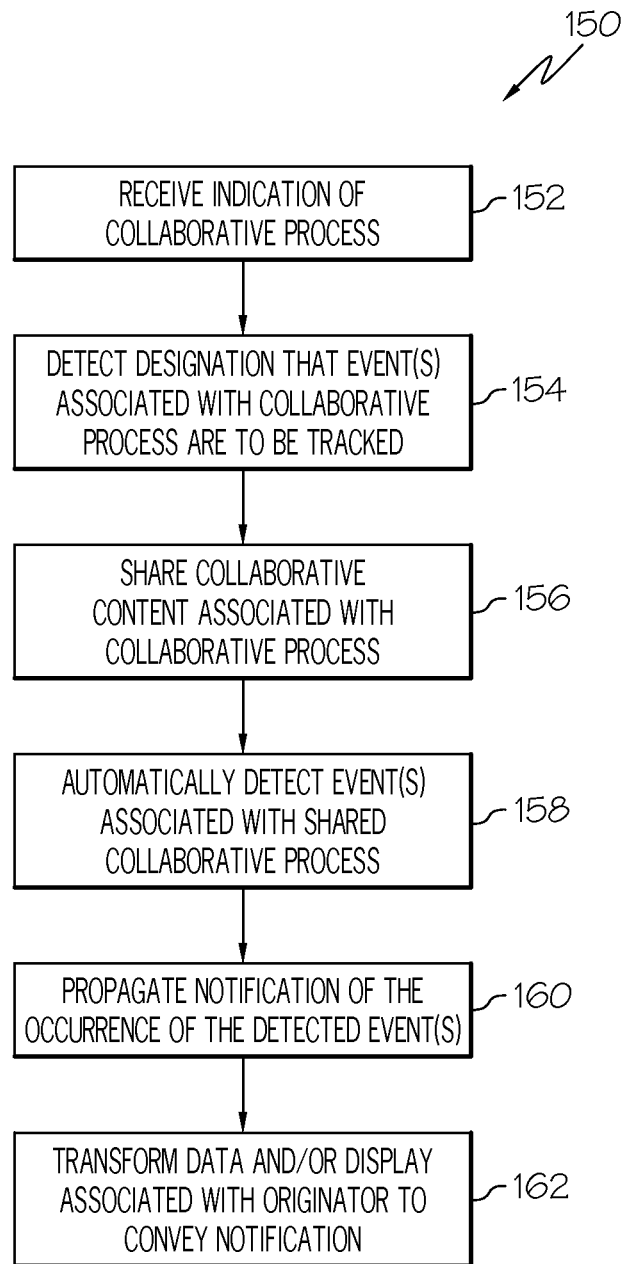 150
RECEIVE INDICATION OF
COLLABORATIVE PROCESS
152
DETECT DESIGNATION THAT EVENT(S)
ASSOCIATED WITH COLLABORATIVE
PROCESS ARE TO BE TRACKED
154
SHARE COLLABORATIVE
CONTENT ASSOCIATED WITH
COLLABORATIVE PROCESS
156
AUTOMATICALLY DETECT EVENT(S)
ASSOCIATED WITH SHARED
COLLABORATIVE PROCESS
158
PROPAGATE NOTIFICATION OF THE
OCCURRENCE OF THE DETECTED EVENT(S)
160
TRANSFORM DATA AND/OR DISPLAY
ASSOCIATED WITH ORIGINATOR TO
CONVEY NOTIFICATION
162